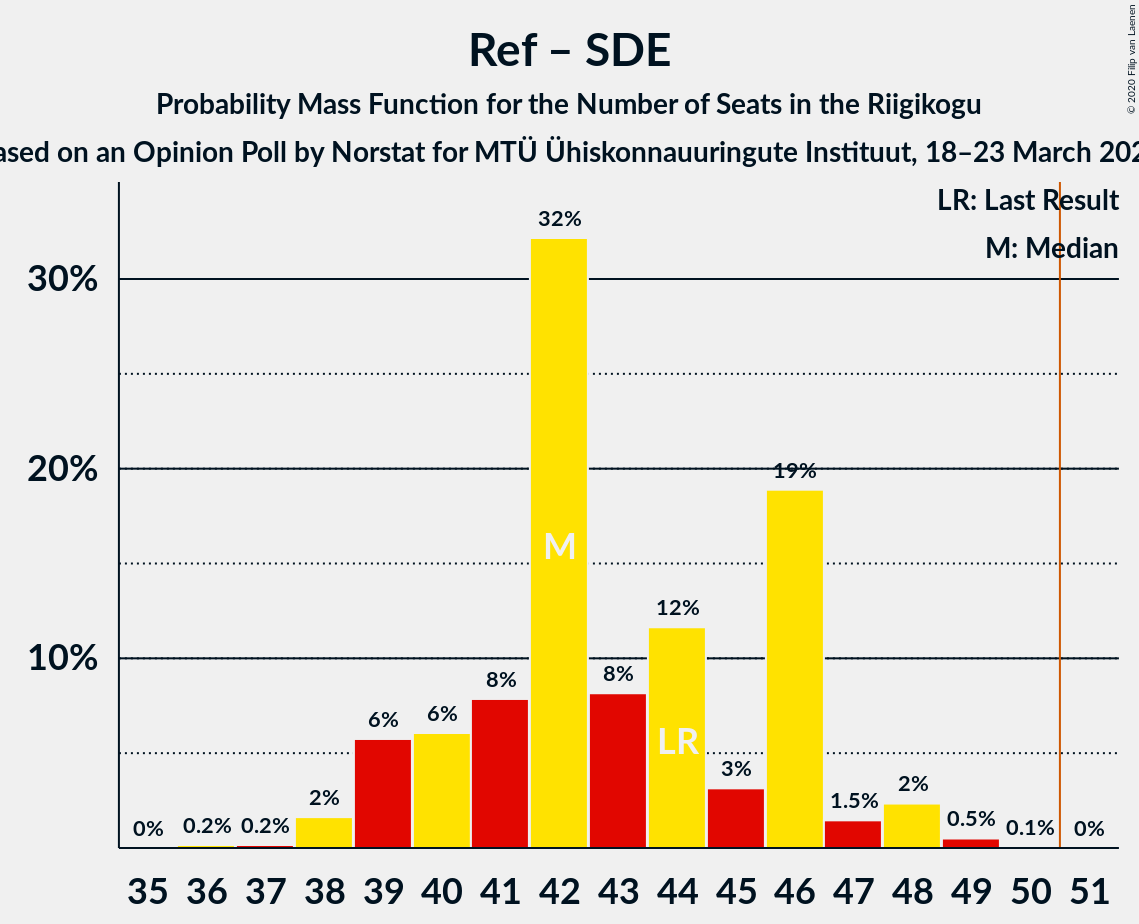 Ref – SDE
Probability Mass Function for the Number of Seats in the Riigikogu
ased on an Opinion Poll by Norstat for MTÜ Ühiskonnauuringute Instituut, 18–23 March 202
© 2020 Filip van Laenen
LR: Last Result
M: Median
30%
20%
10%
0% 0.2% 0.2% 2% 6% 6% 8% 32% 8% 12% 3% 19% 1.5% 2% 0.5% 0.1% 0%
M
LR
35 36 37 38 39 40 41 42 43 44 45 46 47 48 49 50 51